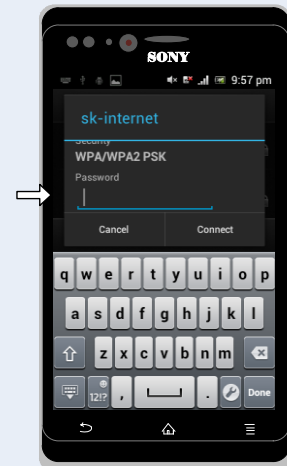 SONY
9:57 pm
sk-internet
Security
WPA/WPA2 PSK
Password
Cancel Connect
q w e r t y u i o p
a s d f g h j k l
z x c v b n m
12!? , . Done